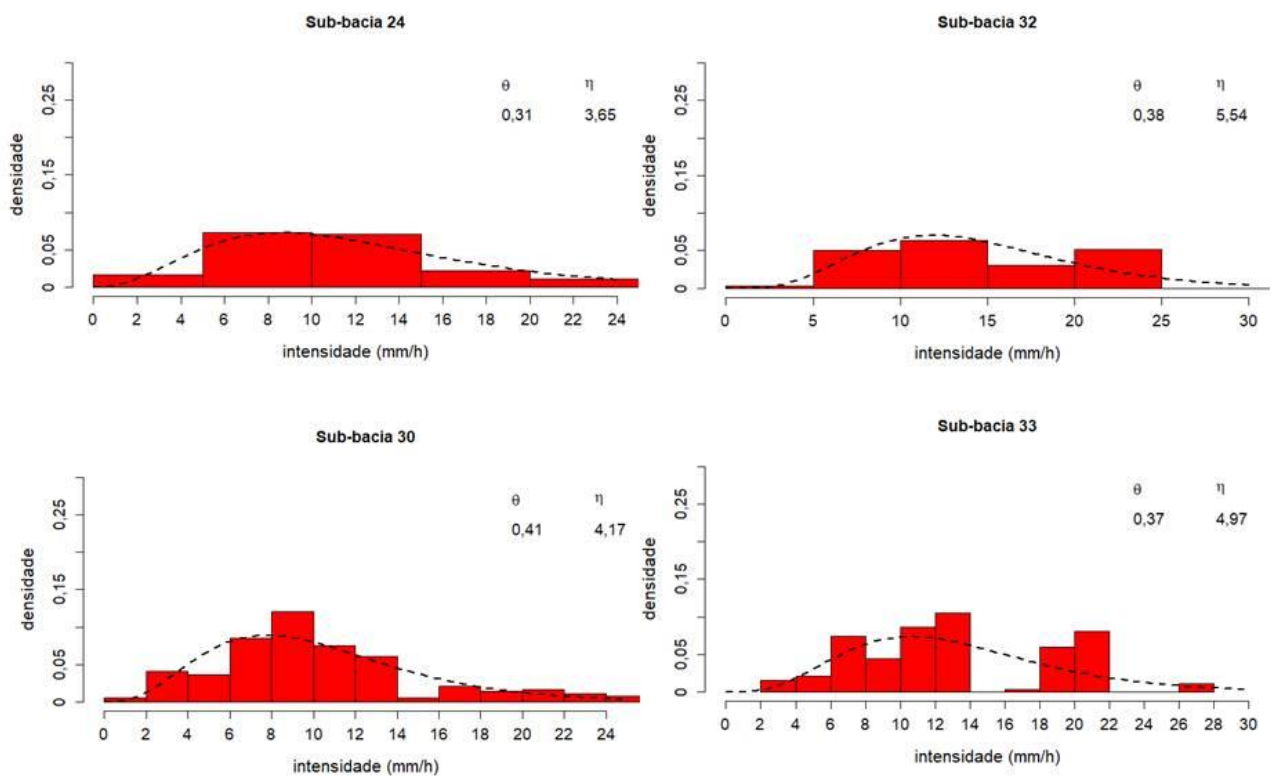 Sub-bacia 24
θ η
0,31 3,65
densidade
0 0,05 0,15 0,25
0 2 4 6 8 10 12 14 16 18 20 22 24
intensidade (mm/h)
Sub-bacia 32
θ η
0,38 5,54
densidade
0 0,05 0,15 0,25
0 5 10 15 20 25 30
intensidade (mm/h)
Sub-bacia 30
θ η
0,41 4,17
densidade
0 0,05 0,15 0,25
0 2 4 6 8 10 12 14 16 18 20 22 24
intensidade (mm/h)
Sub-bacia 33
θ η
0,37 4,97
densidade
0 0,05 0,15 0,25
0 2 4 6 8 10 12 14 16 18 20 22 24 26 28 30
intensidade (mm/h)